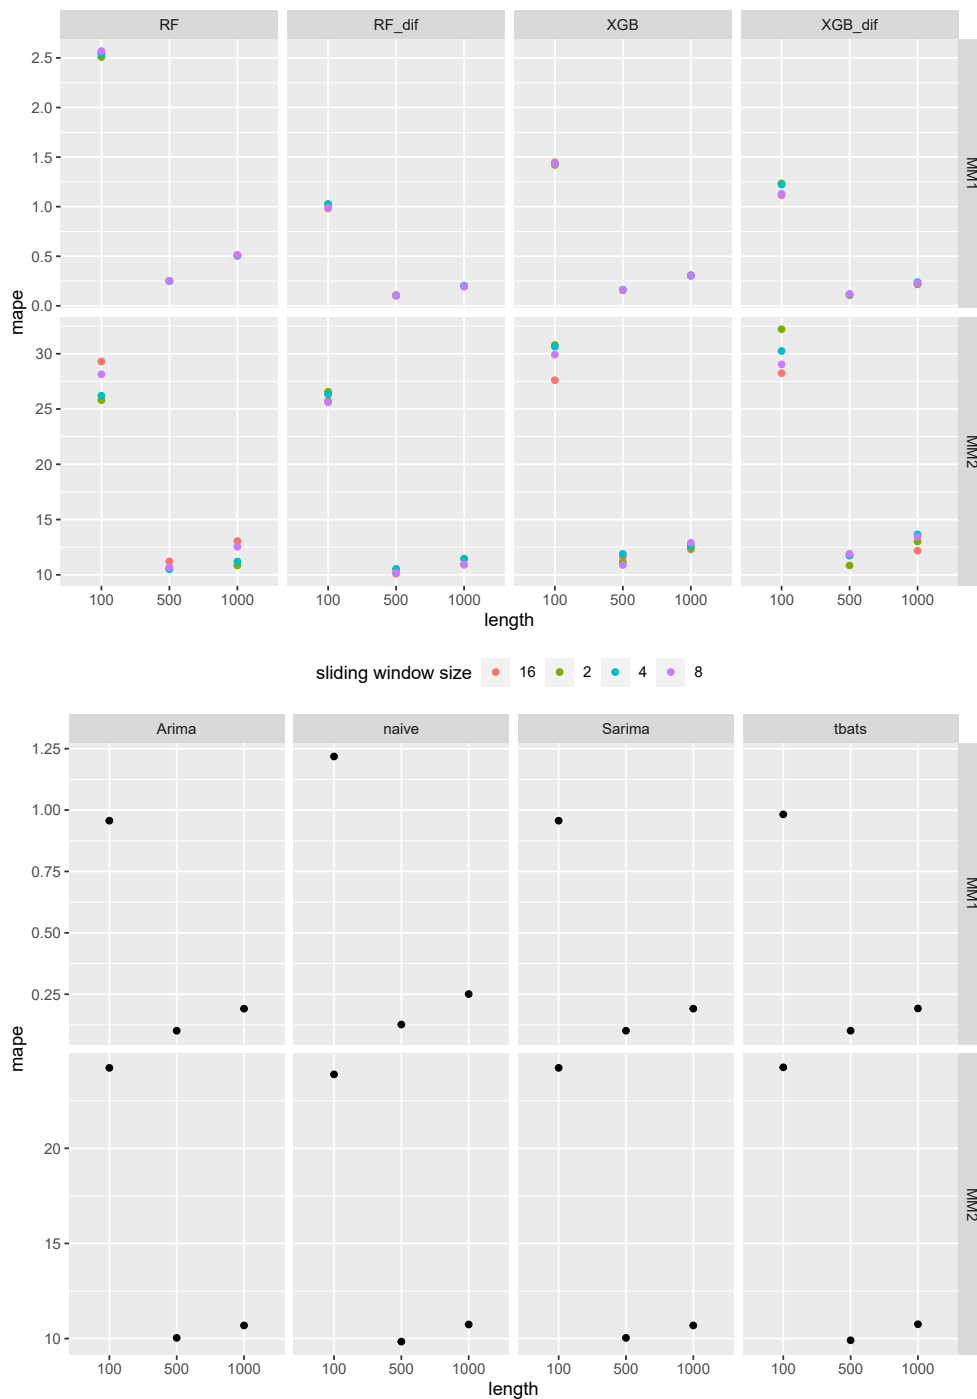 RF RF_dif XGB XGB_dif
2.5
2.0
1.5
1.0
0.5
0.0
MM1
mape
30
25
20
15
10
MM2
100 500 1000 100 500 1000 100 500 1000 100 500 1000
length
sliding window size 16 2 4 8
Arima naive Sarima tbats
1.25
1.00
0.75
0.50
0.25
MM1
mape
20
15
10
MM2
100 500 1000 100 500 1000 100 500 1000 100 500 1000
length